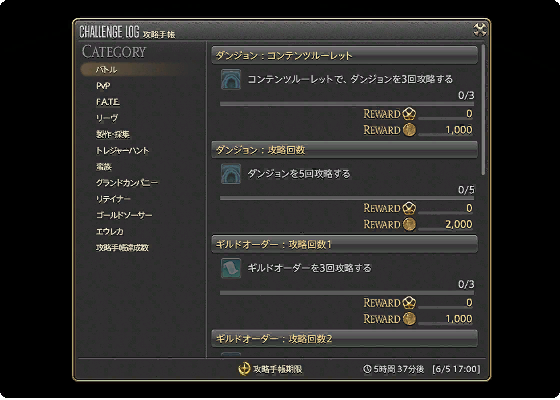 CHALLENGE LOG 攻略手帳
CATEGORY
バトル
PvP
F.A.T.E.
リーヴ
製作・採集
トレジャーハント
蛮族
グランドカンパニー
リテイナー
ゴールドソーサー
エウレカ
攻略手帳達成数
ダンジョン：コンテンツルーレット
コンテンツルーレットで、ダンジョンを3回攻略する
0/3
REWARD 0
REWARD 1,000
ダンジョン：攻略回数
ダンジョンを5回攻略する
0/5
REWARD 0
REWARD 2,000
ギルドオーダー：攻略回数1
ギルドオーダーを3回攻略する
0/3
REWARD 0
REWARD 1,000
ギルドオーダー：攻略回数2
攻略手帳期限 5時間 37分後 [6/5 17:00]